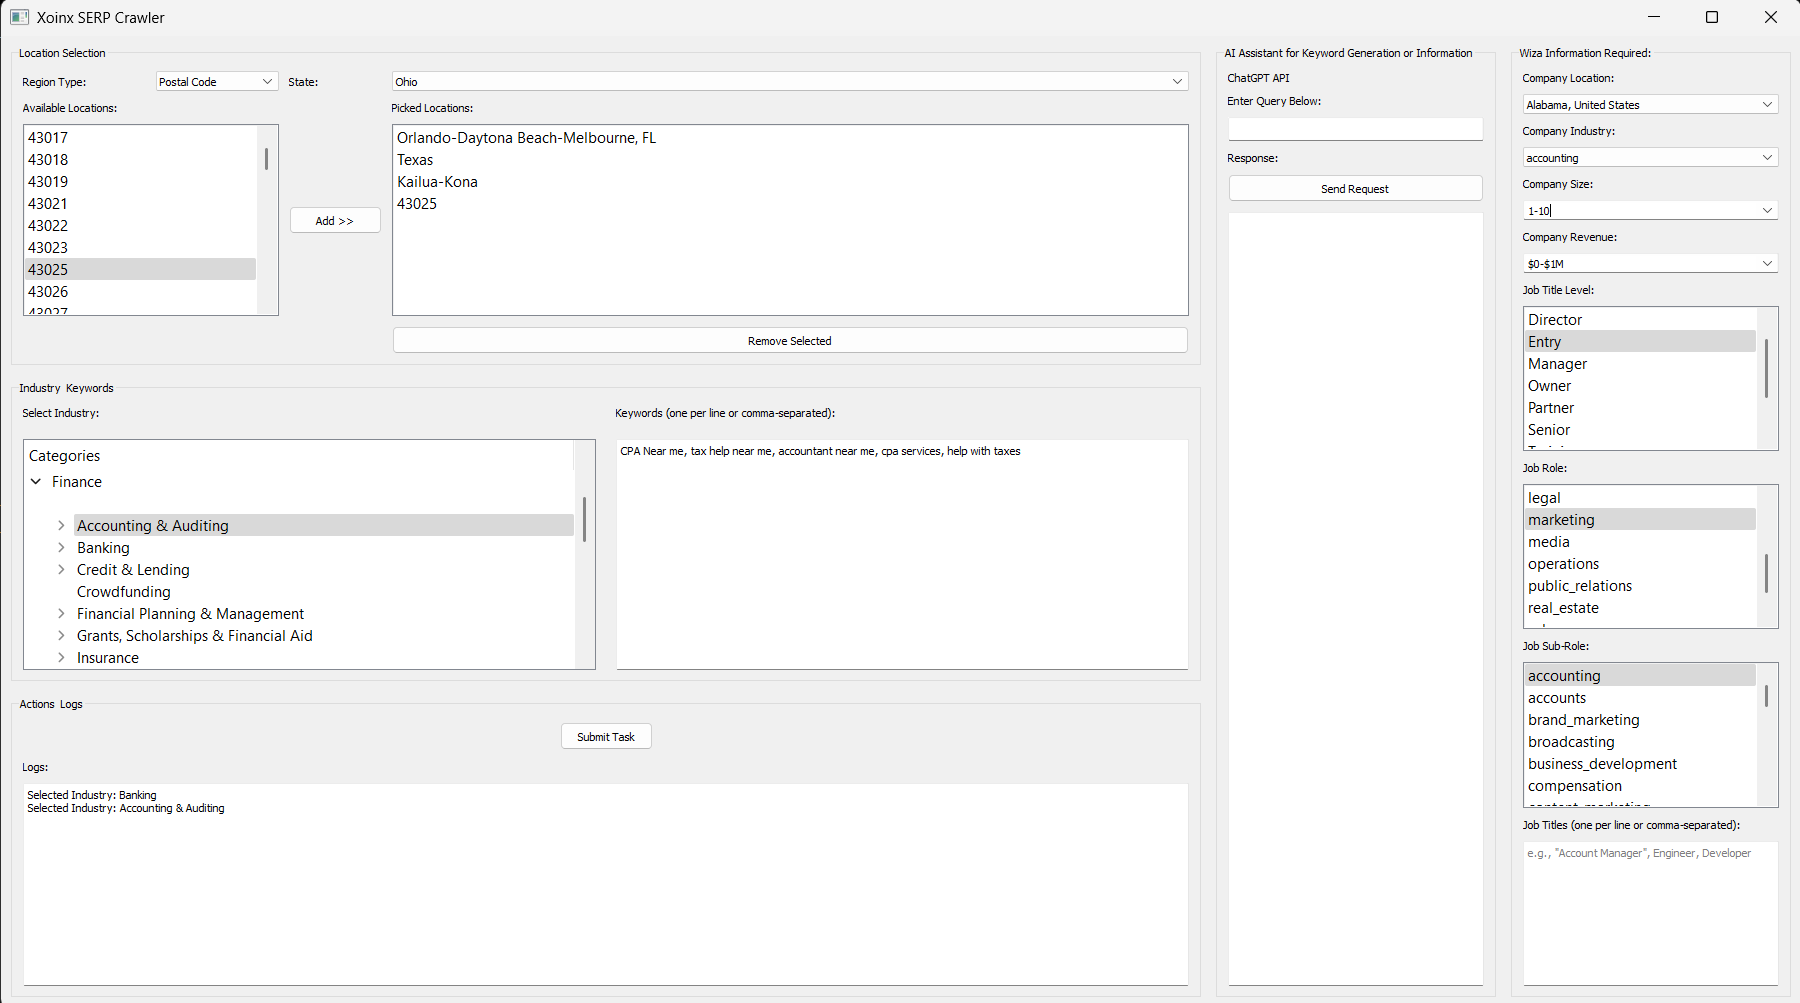 Xoinx SERP Crawler
Location Selection
Region Type:
Postal Code
State:
Ohio
Available Locations:
43017
43018
43019
43021
43022
43023
43025
43026
43027
Add >>
Picked Locations:
Orlando-Daytona Beach-Melbourne, FL
Texas
Kailua-Kona
43025
Remove Selected
Industry Keywords
Select Industry:
Categories
Finance
Accounting & Auditing
Banking
Credit & Lending
Crowdfunding
Financial Planning & Management
Grants, Scholarships & Financial Aid
Insurance
Keywords (one per line or comma-separated):
CPA Near me, tax help near me, accountant near me, cpa services, help with taxes
Actions Logs
Submit Task
Logs:
Selected Industry: Banking
Selected Industry: Accounting & Auditing
AI Assistant for Keyword Generation or Information
ChatGPT API
Enter Query Below:
Response:
Send Request
Wiza Information Required:
Company Location:
Alabama, United States
Company Industry:
accounting
Company Size:
1-10
Company Revenue:
$0-$1M
Job Title Level:
Director
Entry
Manager
Owner
Partner
Senior
Job Role:
legal
marketing
media
operations
public_relations
real_estate
Job Sub-Role:
accounting
accounts
brand_marketing
broadcasting
business_development
compensation
content_marketing
Job Titles (one per line or comma-separated):
e.g., "Account Manager", Engineer, Developer